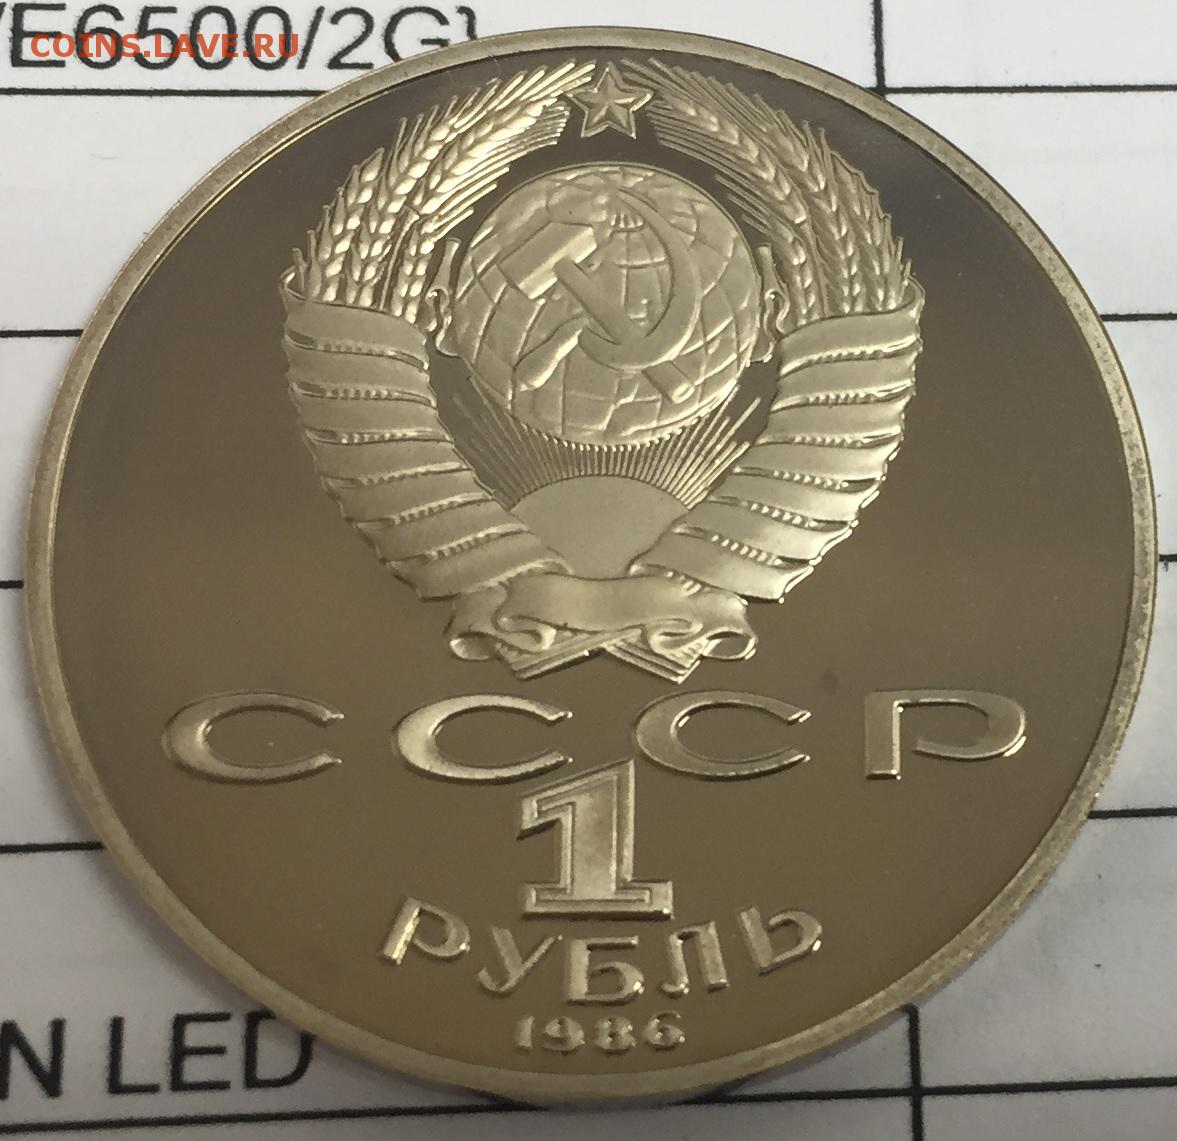 /E6500/2G}
COINS.LAVE.RU
СССР
1
РУБЛЬ
1986
N LED